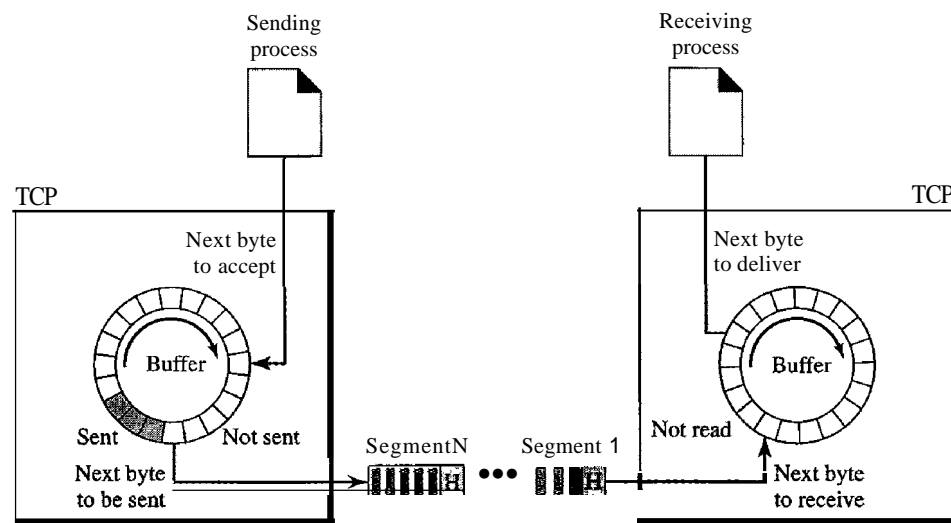 Sending
process
Receiving
process
TCP
TCP
Next byte
to accept
Next byte
to deliver
Buffer
Buffer
Sent
Not sent
Not read
SegmentN
•••
Segment 1
H
H
Next byte
to be sent
Next byte
to receive